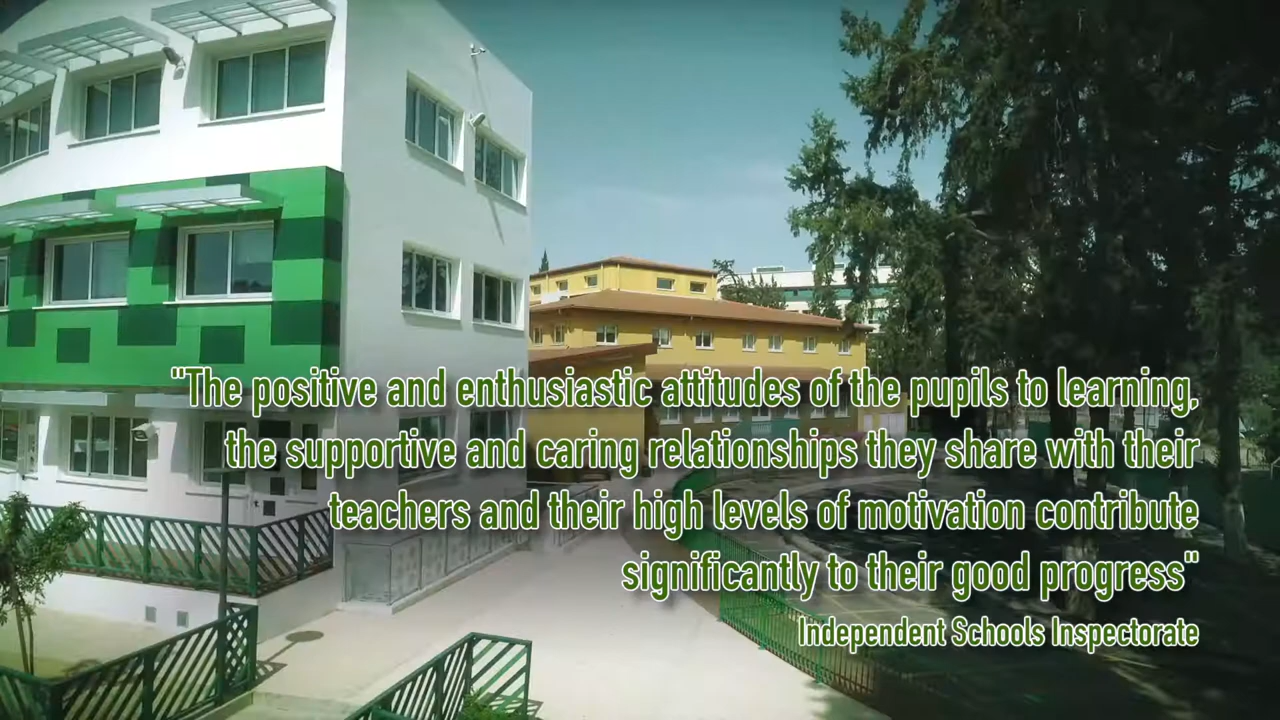 "The positive and enthusiastic attitudes of the pupils to learning,
the supportive and caring relationships they share with their
teachers and their high levels of motivation contribute
significantly to their good progress"
Independent Schools Inspectorate